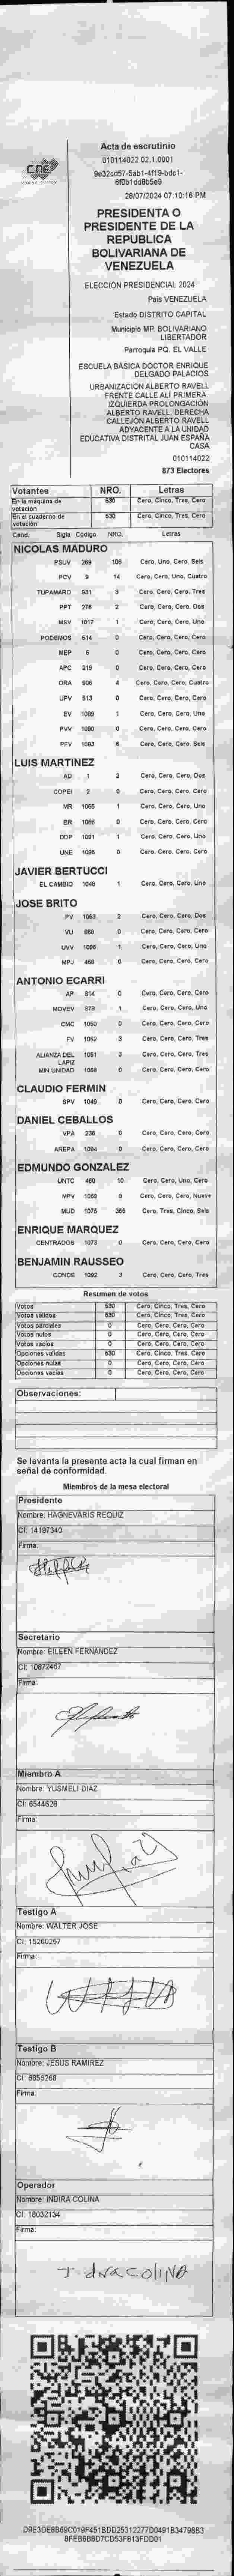 CNE
Acta de escrutinio
010114022.02.1.0001
9e32cd57-5ab1-4f19-bdc1-
6f0b1dd6b5e9
28/07/2024 07:10:16 PM
PRESIDENTA O
PRESIDENTE DE LA
REPUBLICA
BOLIVARIANA DE
VENEZUELA
ELECCIÓN PRESIDENCIAL 2024
País VENEZUELA
Estado DISTRITO CAPITAL
Municipio MP. BOLIVARIANO
LIBERTADOR
Parroquia PQ. EL VALLE
ESCUELA BÁSICA DOCTOR ENRIQUE
DELGADO PALACIOS
URBANIZACION ALBERTO RAVELL
FRENTE CALLE ALÍ PRIMERA.
IZQUIERDA PROLONGACIÓN
ALBERTO RAVELL. DERECHA
CALLEJÓN ALBERTO RAVELL
ADYACENTE A LA UNIDAD
EDUCATIVA DISTRITAL JUAN ESPAÑA
CASA
010114022
873 Electores
Votantes NRO. Letras
En la máquina de votación 530 Cero, Cinco, Tres, Cero
En el cuaderno de votación 530 Cero, Cinco, Tres, Cero
Cand. Sigla Código NRO. Letras
NICOLAS MADURO
PSUV 269 106 Cero, Uno, Cero, Seis
PCV 9 14 Cero, Cero, Uno, Cuatro
TUPAMARO 931 3 Cero, Cero, Cero, Tres
PPT 276 2 Cero, Cero, Cero, Dos
MSV 1017 1 Cero, Cero, Cero, Uno
PODEMOS 514 0 Cero, Cero, Cero, Cero
MEP 6 0 Cero, Cero, Cero, Cero
APC 219 0 Cero, Cero, Cero, Cero
ORA 906 4 Cero, Cero, Cero, Cuatro
UPV 513 0 Cero, Cero, Cero, Cero
EV 1089 1 Cero, Cero, Cero, Uno
PVV 1090 0 Cero, Cero, Cero, Cero
PFV 1093 6 Cero, Cero, Cero, Seis
LUIS MARTINEZ
AD 1 2 Cero, Cero, Cero, Dos
COPEI 2 0 Cero, Cero, Cero, Cero
MR 1065 1 Cero, Cero, Cero, Uno
BR 1086 0 Cero, Cero, Cero, Cero
DDP 1091 1 Cero, Cero, Cero, Uno
UNE 1096 0 Cero, Cero, Cero, Cero
JAVIER BERTUCCI
EL CAMBIO 1048 1 Cero, Cero, Cero, Uno
JOSE BRITO
PV 1063 2 Cero, Cero, Cero, Dos
VU 860 0 Cero, Cero, Cero, Cero
UVV 1098 1 Cero, Cero, Cero, Uno
MPJ 468 0 Cero, Cero, Cero, Cero
ANTONIO ECARRI
AP 814 0 Cero, Cero, Cero, Cero
MOVEV 979 1 Cero, Cero, Cero, Uno
CMC 1050 0 Cero, Cero, Cero, Cero
FV 1062 3 Cero, Cero, Cero, Tres
ALIANZA DEL LAPIZ 1061 3 Cero, Cero, Cero, Tres
MIN UNIDAD 1088 0 Cero, Cero, Cero, Cero
CLAUDIO FERMIN
SPV 1049 0 Cero, Cero, Cero, Cero
DANIEL CEBALLOS
VPA 236 0 Cero, Cero, Cero, Cero
AREPA 1094 0 Cero, Cero, Cero, Cero
EDMUNDO GONZALEZ
UNTC 460 10 Cero, Cero, Uno, Cero
MPV 1069 9 Cero, Cero, Cero, Nueve
MUD 1075 356 Cero, Tres, Cinco, Seis
ENRIQUE MARQUEZ
CENTRADOS 1073 0 Cero, Cero, Cero, Cero
BENJAMIN RAUSSEO
CONDE 1092 3 Cero, Cero, Cero, Tres
Resumen de votos
Votos 530 Cero, Cinco, Tres, Cero
Votos válidos 530 Cero, Cinco, Tres, Cero
Votos parciales 0 Cero, Cero, Cero, Cero
Votos nulos 0 Cero, Cero, Cero, Cero
Votos vacíos 0 Cero, Cero, Cero, Cero
Opciones válidas 530 Cero, Cinco, Tres, Cero
Opciones nulas 0 Cero, Cero, Cero, Cero
Opciones vacías 0 Cero, Cero, Cero, Cero
Observaciones:
Se levanta la presente acta la cual firman en
señal de conformidad.
Miembros de la mesa electoral
Presidente
Nombre: HAGNEVARIS REQUIZ
CI: 14197340
Firma:
Secretario
Nombre: EILEEN FERNANDEZ
CI: 10872467
Firma:
Miembro A
Nombre: YUSMELI DIAZ
CI: 6544628
Firma:
Testigo A
Nombre: WALTER JOSE
CI: 15200257
Firma:
Testigo B
Nombre: JESUS RAMIREZ
CI: 6956268
Firma:
Operador
Nombre: INDIRA COLINA
CI: 18032134
Firma:
D9E3DE8B69C019F451BDD25312277D0491B34798B3
8FEB6B8D7CD53FB13FDD01